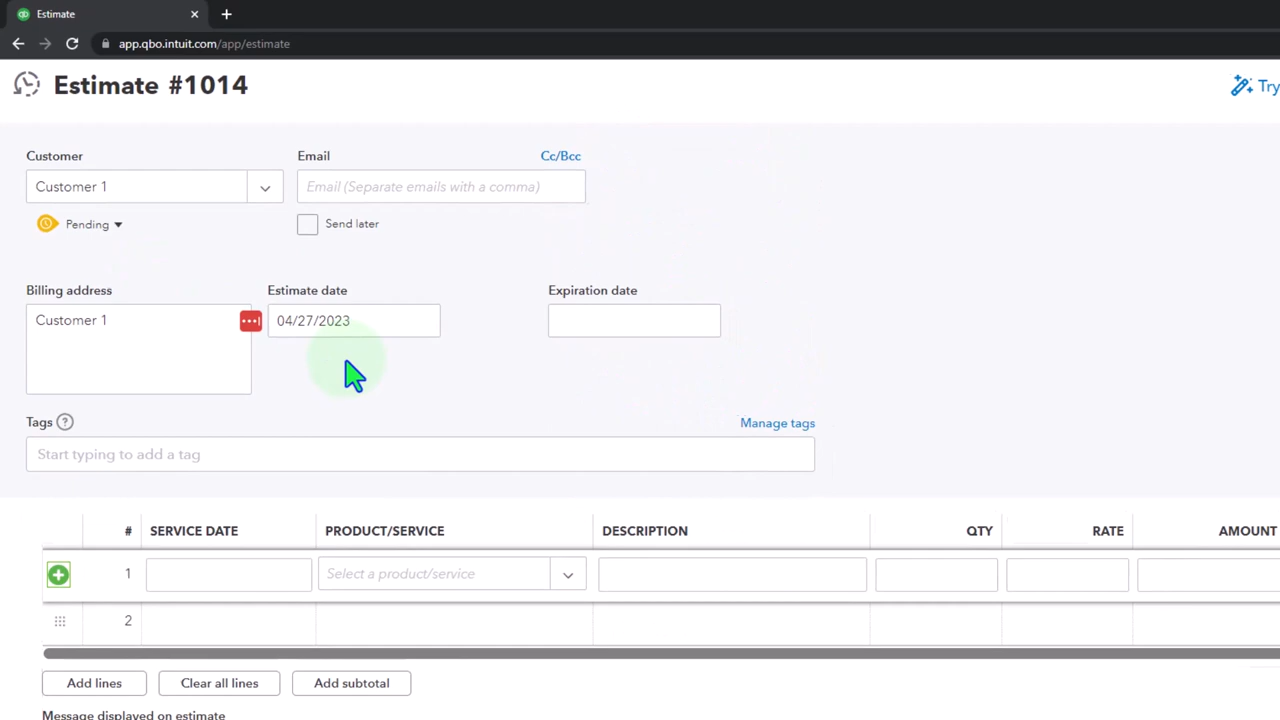 Estimate
app.qbo.intuit.com/app/estimate
Estimate #1014
Try
Customer
Email
Cc/Bcc
Customer 1
Email (Separate emails with a comma)
Pending
Send later
Billing address
Estimate date
Expiration date
Customer 1
04/27/2023
Tags ?
Manage tags
Start typing to add a tag
# SERVICE DATE PRODUCT/SERVICE DESCRIPTION QTY RATE AMOUNT
1 Select a product/service
2
Add lines
Clear all lines
Add subtotal
Message displayed on estimate